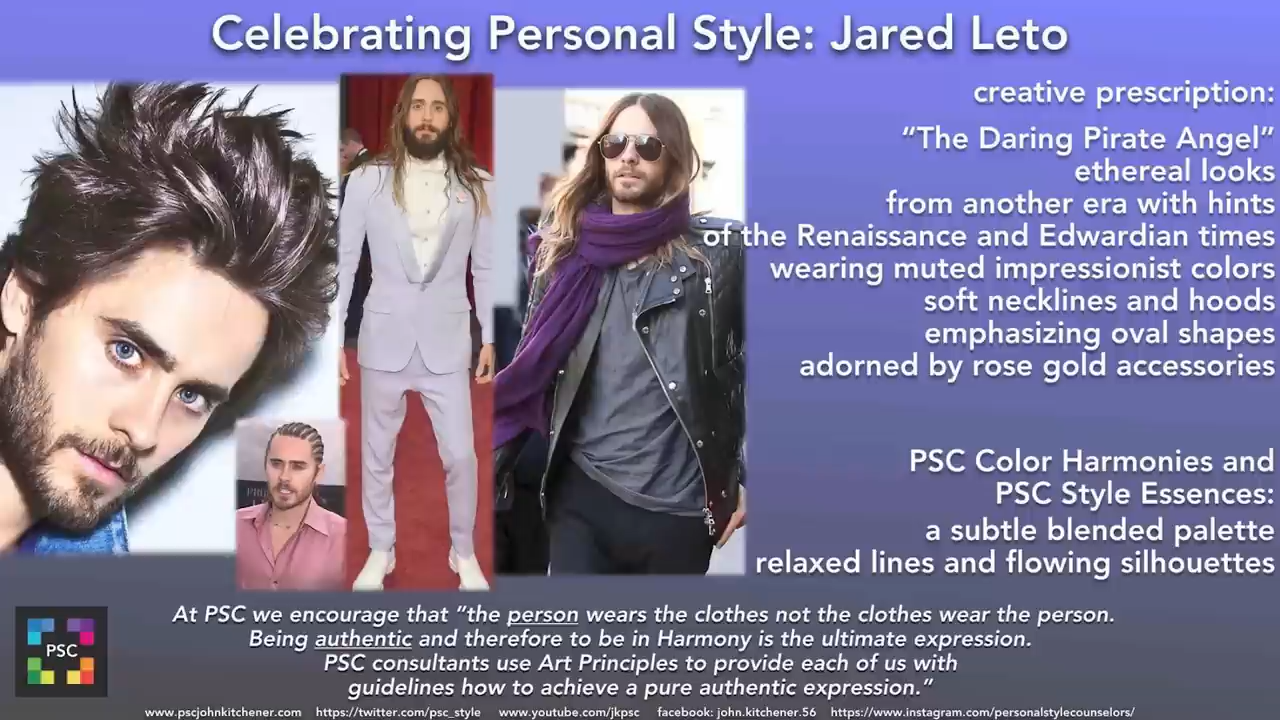 Celebrating Personal Style: Jared Leto
creative prescription:
“The Daring Pirate Angel”
ethereal looks
from another era with hints
of the Renaissance and Edwardian times
wearing muted impressionist colors
soft necklines and hoods
emphasizing oval shapes
adorned by rose gold accessories
PSC Color Harmonies and
PSC Style Essences:
a subtle blended palette
relaxed lines and flowing silhouettes
At PSC we encourage that “the person wears the clothes not the clothes wear the person.
Being authentic and therefore to be in Harmony is the ultimate expression.
PSC consultants use Art Principles to provide each of us with
guidelines how to achieve a pure authentic expression.”
PSC
www.pscjohnkitchener.com https://twitter.com/psc_style www.youtube.com/jkpsc facebook: john.kitchener.56 https://www.instagram.com/personalstylecounselors/